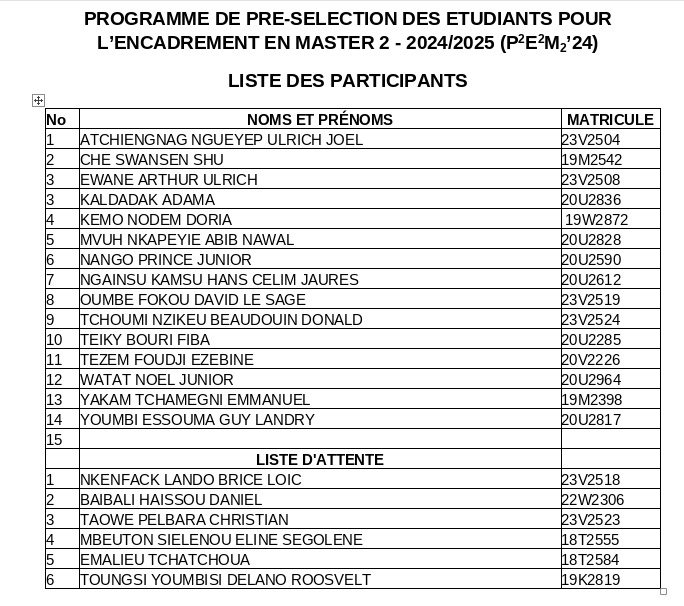 PROGRAMME DE PRE-SELECTION DES ETUDIANTS POUR
L'ENCADREMENT EN MASTER 2 - 2024/2025 (P²E²M₂'24)
LISTE DES PARTICIPANTS
No NOMS ET PRÉNOMS MATRICULE
1 ATCHIENGNAG NGUEYEP ULRICH JOEL 23V2504
2 CHE SWANSEN SHU 19M2542
3 EWANE ARTHUR ULRICH 23V2508
3 KALDADAK ADAMA 20U2836
4 KEMO NODEM DORIA 19W2872
5 MVUH NKAPEYIE ABIB NAWAL 20U2828
6 NANGO PRINCE JUNIOR 20U2590
7 NGAINSU KAMSU HANS CELIM JAURES 20U2612
8 OUMBE FOKOU DAVID LE SAGE 23V2519
9 TCHOUMI NZIKEU BEAUDOUIN DONALD 23V2524
10 TEIKY BOURI FIBA 20U2285
11 TEZEM FOUDJI EZEBINE 20V2226
12 WATAT NOEL JUNIOR 20U2964
13 YAKAM TCHAMEGNI EMMANUEL 19M2398
14 YOUMBI ESSOUMA GUY LANDRY 20U2817
15
LISTE D'ATTENTE
1 NKENFACK LANDO BRICE LOIC 23V2518
2 BAIBALI HAISSOU DANIEL 22W2306
3 TAOWE PELBARA CHRISTIAN 23V2523
4 MBEUTON SIELENOU ELINE SEGOLENE 18T2555
5 EMALIEU TCHATCHOUA 18T2584
6 TOUNGSI YOUMBISI DELANO ROOSVELT 19K2819